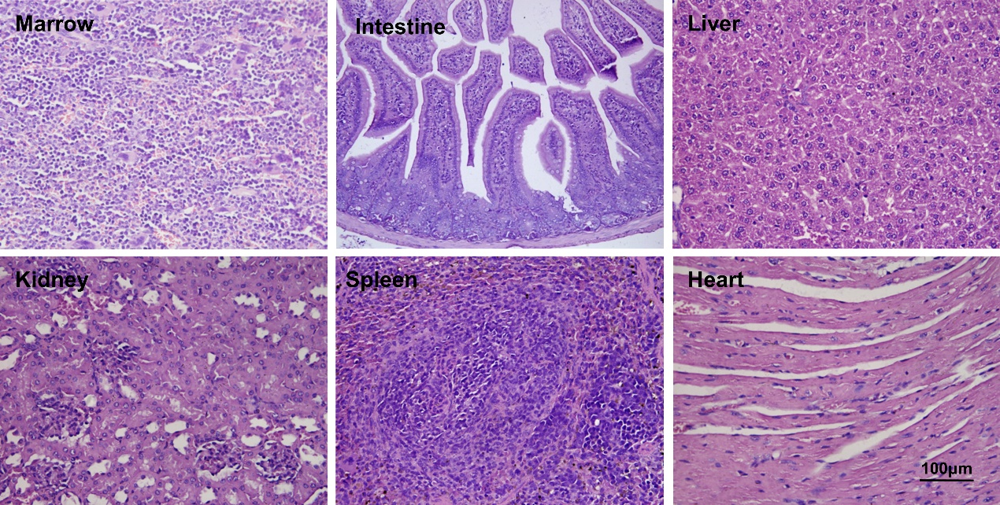 Marrow
Intestine
Liver
Kidney
Spleen
Heart
100μm